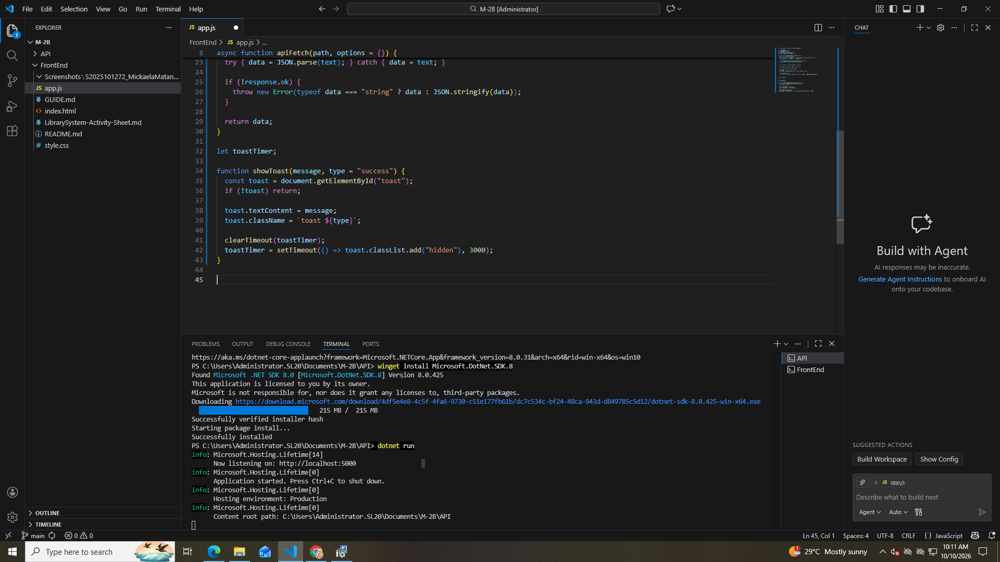 File Edit Selection View Go Run Terminal Help
M-2B [Administrator]
EXPLORER
1
M-2B
API
FrontEnd
Screenshots\S2025101272_MickaelaMatan...
JS app.js
GUIDE.md
index.html
LibrarySystem-Activity-Sheet.md
README.md
style.css
OUTLINE
TIMELINE
JS app.js
FrontEnd > JS app.js > ...
8 async function apiFetch(path, options = {}) {
23 try { data = JSON.parse(text); } catch { data = text; }
24
25 if (!response.ok) {
26 throw new Error(typeof data === "string" ? data : JSON.stringify(data));
27 }
28
29 return data;
30 }
31
32 let toastTimer;
33
34 function showToast(message, type = "success") {
35 const toast = document.getElementById("toast");
36 if (!toast) return;
37
38 toast.textContent = message;
39 toast.className = `toast ${type}`;
40
41 clearTimeout(toastTimer);
42 toastTimer = setTimeout(() => toast.classList.add("hidden"), 3000);
43 }
44
45
PROBLEMS OUTPUT DEBUG CONSOLE TERMINAL PORTS
https://aka.ms/dotnet-core-applaunch?framework=Microsoft.NETCore.App&framework_version=8.0.31&arch=x64&rid=win-x64&os=win10
PS C:\Users\Administrator.SL20\Documents\M-2B\API> winget install Microsoft.DotNet.SDK.8
Found Microsoft .NET SDK 8.0 [Microsoft.DotNet.SDK.8] Version 8.0.425
This application is licensed to you by its owner.
Microsoft is not responsible for, nor does it grant any licenses to, third-party packages.
Downloading https://download.microsoft.com/download/4df5e4e8-4c5f-4fa6-9730-c51e177fb61b/dc7c534c-bf24-48ca-943d-d849785c5d12/dotnet-sdk-8.0.425-win-x64.exe
215 MB / 215 MB
Successfully verified installer hash
Starting package install...
Successfully installed
PS C:\Users\Administrator.SL20\Documents\M-2B\API> dotnet run
info: Microsoft.Hosting.Lifetime[14]
Now listening on: http://localhost:5000
info: Microsoft.Hosting.Lifetime[0]
Application started. Press Ctrl+C to shut down.
info: Microsoft.Hosting.Lifetime[0]
Hosting environment: Production
info: Microsoft.Hosting.Lifetime[0]
Content root path: C:\Users\Administrator.SL20\Documents\M-2B\API
API
FrontEnd
CHAT
Build with Agent
AI responses may be inaccurate.
Generate Agent Instructions to onboard AI
onto your codebase.
SUGGESTED ACTIONS
Build Workspace Show Config
JS app.js
Describe what to build next
Agent Auto
main 0 0
Ln 45, Col 1 Spaces: 4 UTF-8 CRLF {} JavaScript
Type here to search
1
29°C Mostly sunny
10:11 AM
10/10/2026